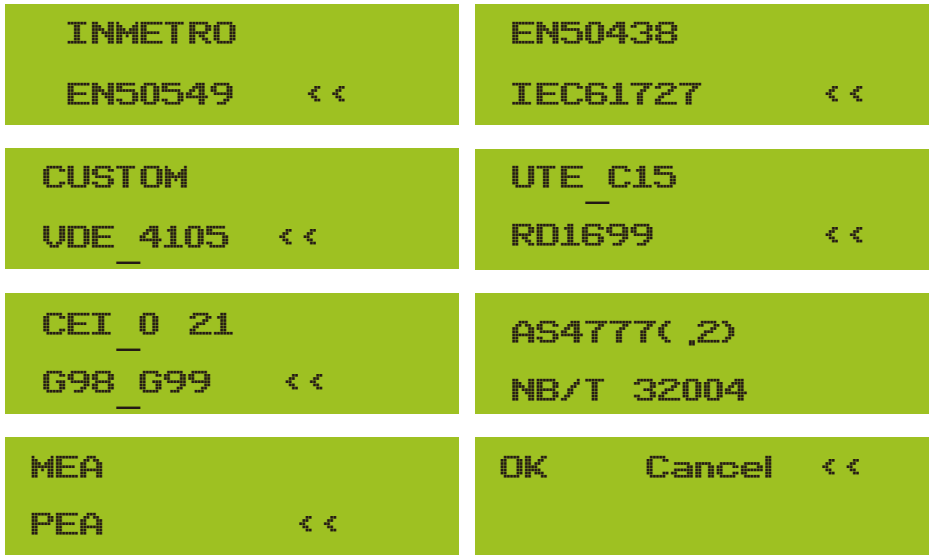 INMETRO
EN50549 <<
EN50438
IEC61727 <<
CUSTOM
VDE_4105 <<
UTE_C15
RD1699 <<
CEI_0 21
G98_G99 <<
AS4777( .2)
NB/T 32004
MEA
PEA <<
OK Cancel <<